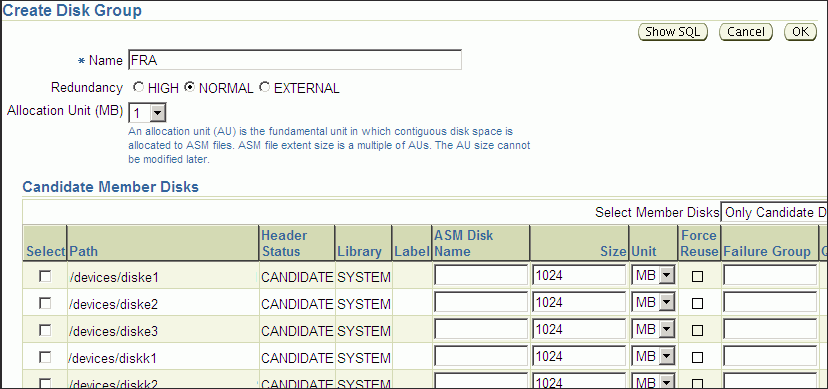 Create Disk Group
Show SQL Cancel OK
* Name FRA
Redundancy HIGH NORMAL EXTERNAL
Allocation Unit (MB) 1
An allocation unit (AU) is the fundamental unit in which contiguous disk space is
allocated to ASM files. ASM file extent size is a multiple of AUs. The AU size cannot
be modified later.
Candidate Member Disks
Select Member Disks Only Candidate D
Select Path Header Status Library Label ASM Disk Name Size Unit Force Reuse Failure Group
/devices/diske1 CANDIDATE SYSTEM 1024 MB
/devices/diske2 CANDIDATE SYSTEM 1024 MB
/devices/diske3 CANDIDATE SYSTEM 1024 MB
/devices/diskk1 CANDIDATE SYSTEM 1024 MB
/devices/diskk2 CANDIDATE SYSTEM 1024 MB